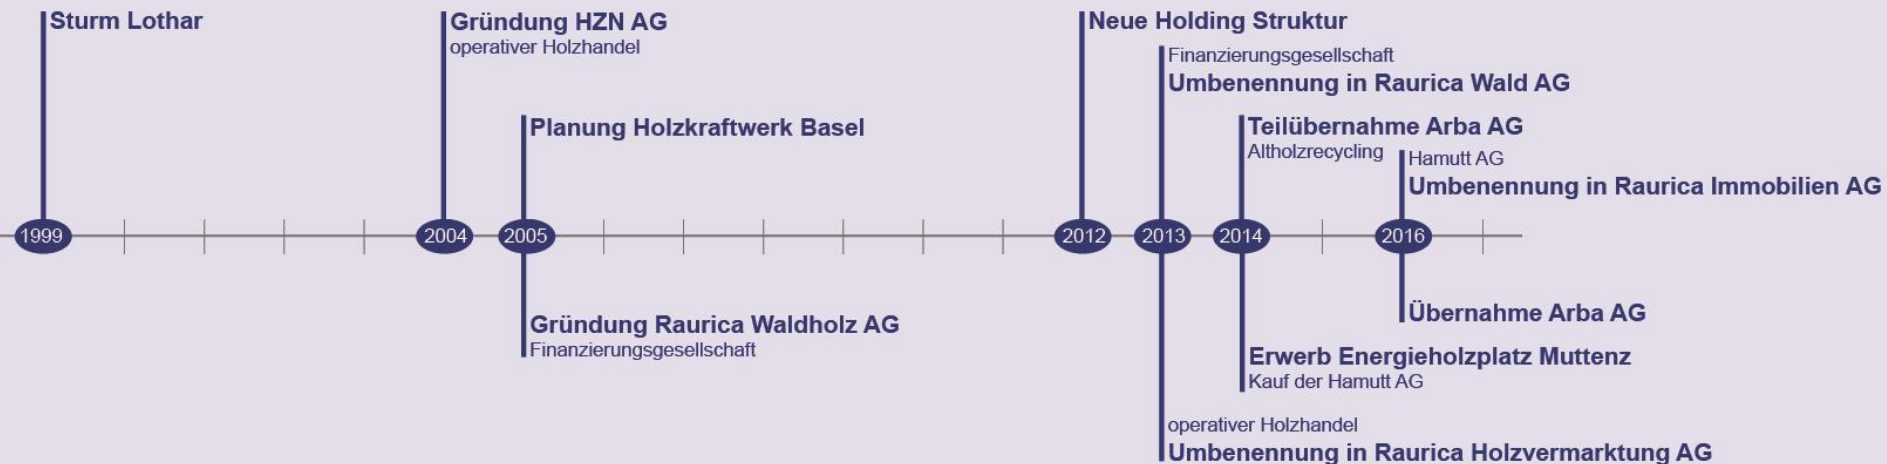 Sturm Lothar
Gründung HZN AG
operativer Holzhandel
Neue Holding Struktur
Finanzierungsgesellschaft
Umbenennung in Raurica Wald AG
Planung Holzkraftwerk Basel
Teilübernahme Arba AG
Altholzrecycling
Hamutt AG
Umbenennung in Raurica Immobilien AG
1999
2004
2005
2012
2013
2014
2016
Gründung Raurica Waldholz AG
Finanzierungsgesellschaft
Übernahme Arba AG
Erwerb Energieholzplatz Muttenz
Kauf der Hamutt AG
operativer Holzhandel
Umbenennung in Raurica Holzvermarktung AG